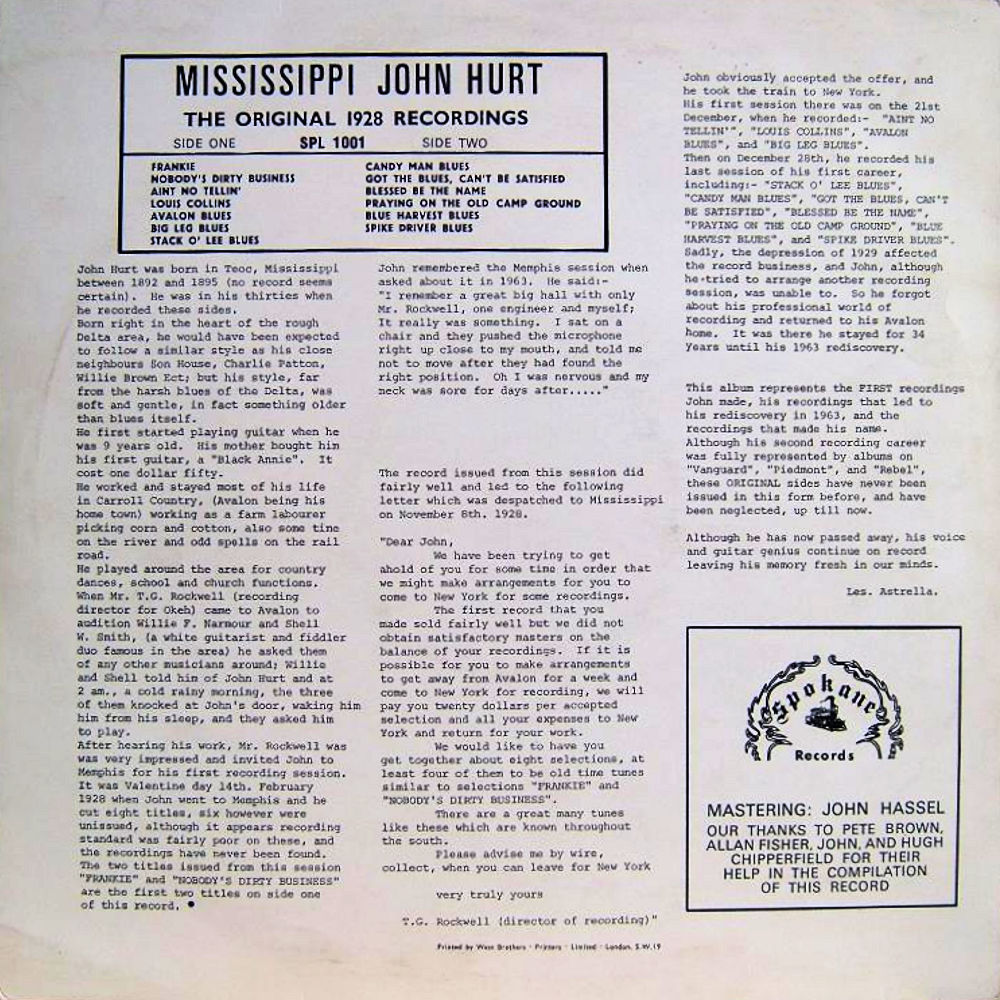 MISSISSIPPI JOHN HURT
THE ORIGINAL 1928 RECORDINGS
SIDE ONE SPL 1001 SIDE TWO
FRANKIE
NOBODY'S DIRTY BUSINESS
AINT NO TELLIN'
LOUIS COLLINS
AVALON BLUES
BIG LEG BLUES
STACK O' LEE BLUES
CANDY MAN BLUES
GOT THE BLUES, CAN'T BE SATISFIED
BLESSED BE THE NAME
PRAYING ON THE OLD CAMP GROUND
BLUE HARVEST BLUES
SPIKE DRIVER BLUES
John Hurt was born in Teoc, Mississippi
between 1892 and 1895 (no record seems
certain). He was in his thirties when
he recorded these sides.
Born right in the heart of the rough
Delta area, he would have been expected
to follow a similar style as his close
neighbours Son House, Charlie Patton,
Willie Brown Ect; but his style, far
from the harsh blues of the Delta, was
soft and gentle, in fact something older
than blues itself.
He first started playing guitar when he
was 9 years old. His mother bought him
his first guitar, a "Black Annie". It
cost one dollar fifty.
He worked and stayed most of his life
in Carroll Country, (Avalon being his
home town) working as a farm labourer
picking corn and cotton, also some time
on the river and odd spells on the rail
road.
He played around the area for country
dances, school and church functions.
When Mr. T.G. Rockwell (recording
director for Okeh) came to Avalon to
audition Willie F. Narmour and Shell
W. Smith, (a white guitarist and fiddler
duo famous in the area) he asked them
of any other musicians around; Willie
and Shell told him of John Hurt and at
2 am., a cold rainy morning, the three
of them knocked at John's door, waking him
him from his sleep, and they asked him
to play.
After hearing his work, Mr. Rockwell was
was very impressed and invited John to
Memphis for his first recording session.
It was Valentine day 14th. February
1928 when John went to Memphis and he
cut eight titles, six however were
unissued, although it appears recording
standard was fairly poor on these, and
the recordings have never been found.
The two titles issued from this session
"FRANKIE" and "NOBODY'S DIRTY BUSINESS"
are the first two titles on side one
of this record.
John remembered the Memphis session when
asked about it in 1963. He said:-
"I remember a great big hall with only
Mr. Rockwell, one engineer and myself;
It really was something. I sat on a
chair and they pushed the microphone
right up close to my mouth, and told me
not to move after they had found the
right position. Oh I was nervous and my
neck was sore for days after....."
The record issued from this session did
fairly well and led to the following
letter which was despatched to Mississippi
on November 8th. 1928.
"Dear John,
We have been trying to get
ahold of you for some time in order that
we might make arrangements for you to
come to New York for some recordings.
The first record that you
made sold fairly well but we did not
obtain satisfactory masters on the
balance of your recordings. If it is
possible for you to make arrangements
to get away from Avalon for a week and
come to New York for recording, we will
pay you twenty dollars per accepted
selection and all your expenses to New
York and return for your work.
We would like to have you
get together about eight selections, at
least four of them to be old time tunes
similar to selections "FRANKIE" and
"NOBODY'S DIRTY BUSINESS".
There are a great many tunes
like these which are known throughout
the south.
Please advise me by wire,
collect, when you can leave for New York
very truly yours
T.G. Rockwell (director of recording)"
John obviously accepted the offer, and
he took the train to New York.
His first session there was on the 21st
December, when he recorded:- "AINT NO
TELLIN'", "LOUIS COLLINS", "AVALON
BLUES", and "BIG LEG BLUES".
Then on December 28th, he recorded his
last session of his first career,
including:- "STACK O' LEE BLUES",
"CANDY MAN BLUES", "GOT THE BLUES, CAN'T
BE SATISFIED", "BLESSED BE THE NAME",
"PRAYING ON THE OLD CAMP GROUND", "BLUE
HARVEST BLUES", and "SPIKE DRIVER BLUES".
Sadly, the depression of 1929 affected
the record business, and John, although
he tried to arrange another recording
session, was unable to. So he forgot
about his professional world of
recording and returned to his Avalon
home. It was there he stayed for 34
years until his 1963 rediscovery.
This album represents the FIRST recordings
John made, his recordings that led to
his rediscovery in 1963, and the
recordings that made his name.
Although his second recording career
was fully represented by albums on
"Vanguard", "Piedmont", and "Rebel",
these ORIGINAL sides have never been
issued in this form before, and have
been neglected, up till now.
Although he has now passed away, his voice
and guitar genius continue on record
leaving his memory fresh in our minds.
Les. Astrella.
Spokane
Records
MASTERING: JOHN HASSEL
OUR THANKS TO PETE BROWN,
ALLAN FISHER, JOHN, AND HUGH
CHIPPERFIELD FOR THEIR
HELP IN THE COMPILATION
OF THIS RECORD
Printed by West Brothers · Printers · Limited · London, S.W.19